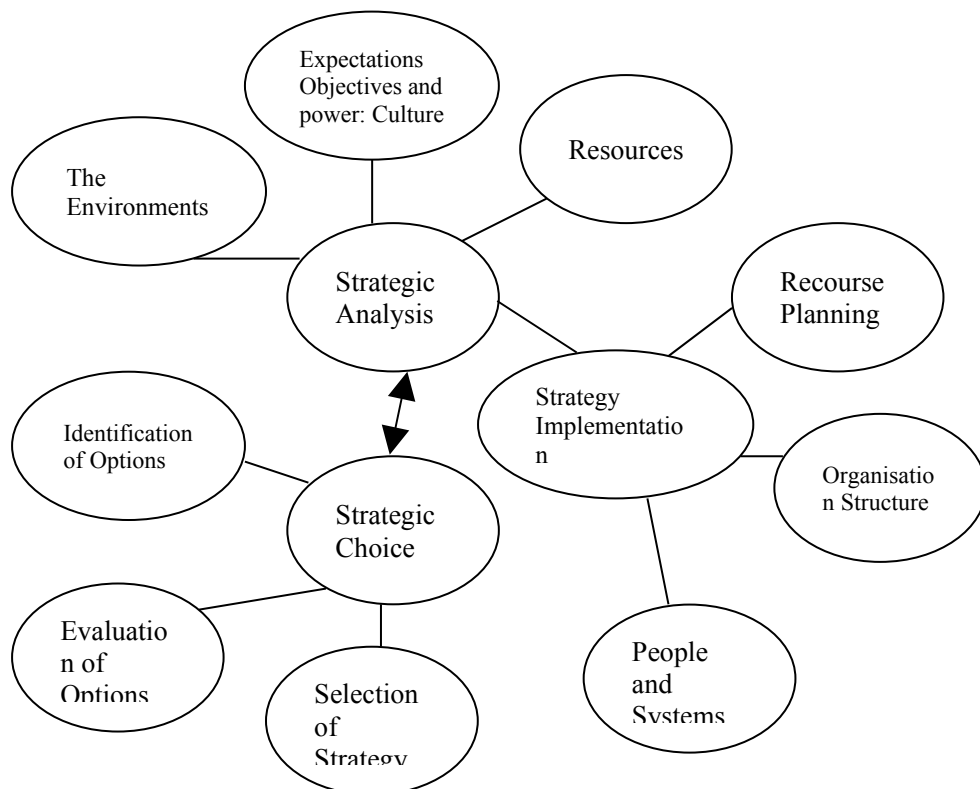 Expectations
Objectives and
power: Culture
Resources
The
Environments
Strategic
Analysis
Recourse
Planning
Strategy
Implementatio
n
Identification
of Options
Organisatio
n Structure
Strategic
Choice
Evaluatio
n of
Options
People
and
Systems
Selection
of
Strategy